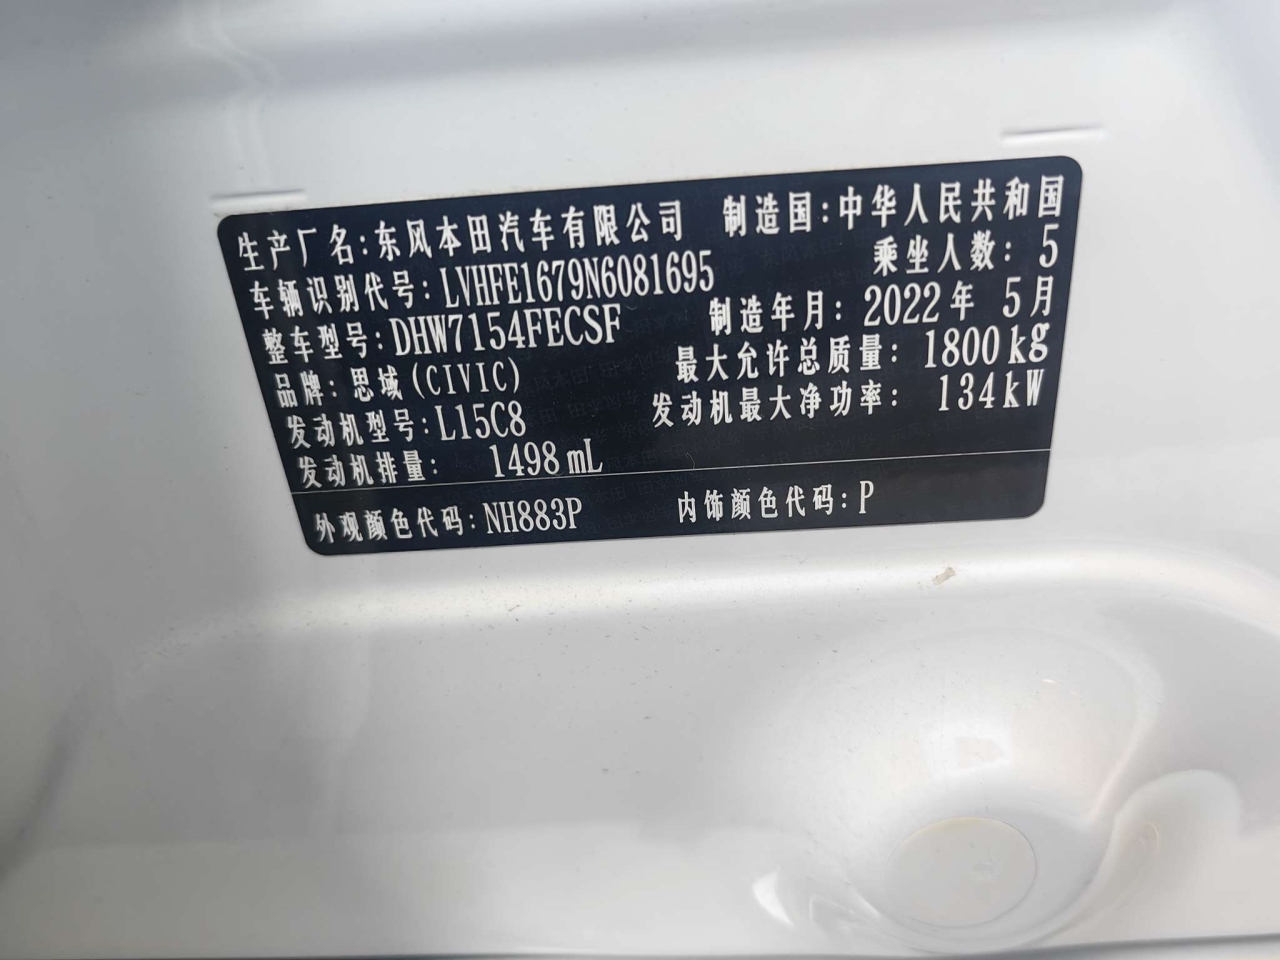 生产厂名:东风本田汽车有限公司 制造国:中华人民共和国
车辆识别代号:LVHFE1679N6081695 乘坐人数:5
整车型号:DHW7154FECSF 制造年月:2022年 5月
品牌:思域(CIVIC) 最大允许总质量:1800kg
发动机型号:L15C8 发动机最大净功率:134kW
发动机排量: 1498mL
外观颜色代码:NH883P 内饰颜色代码:P